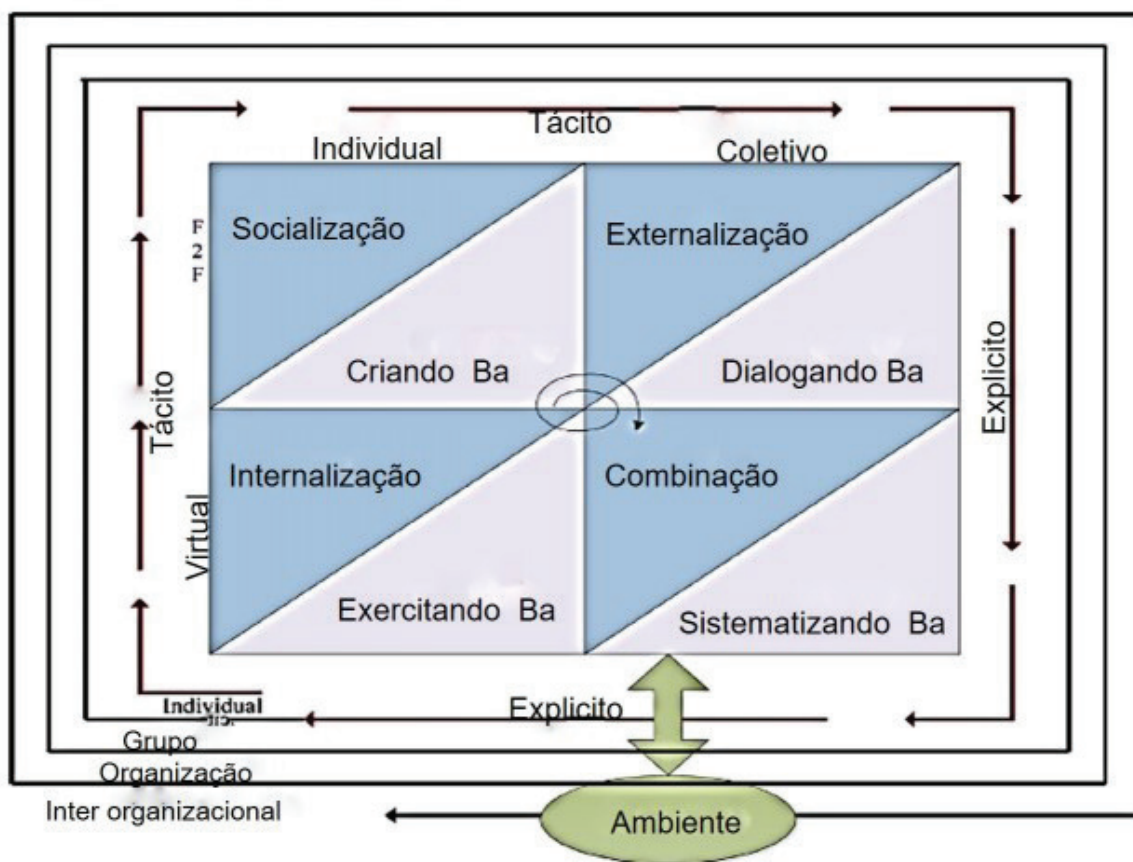 Tácito
Individual
Coletivo
F
2
F
Socialização
Externalização
Criando Ba
Dialogando Ba
Tácito
Explicito
Internalização
Combinação
Virtual
Exercitando Ba
Sistematizando Ba
Individual
Explicito
Grupo
Organização
Inter organizacional
Ambiente